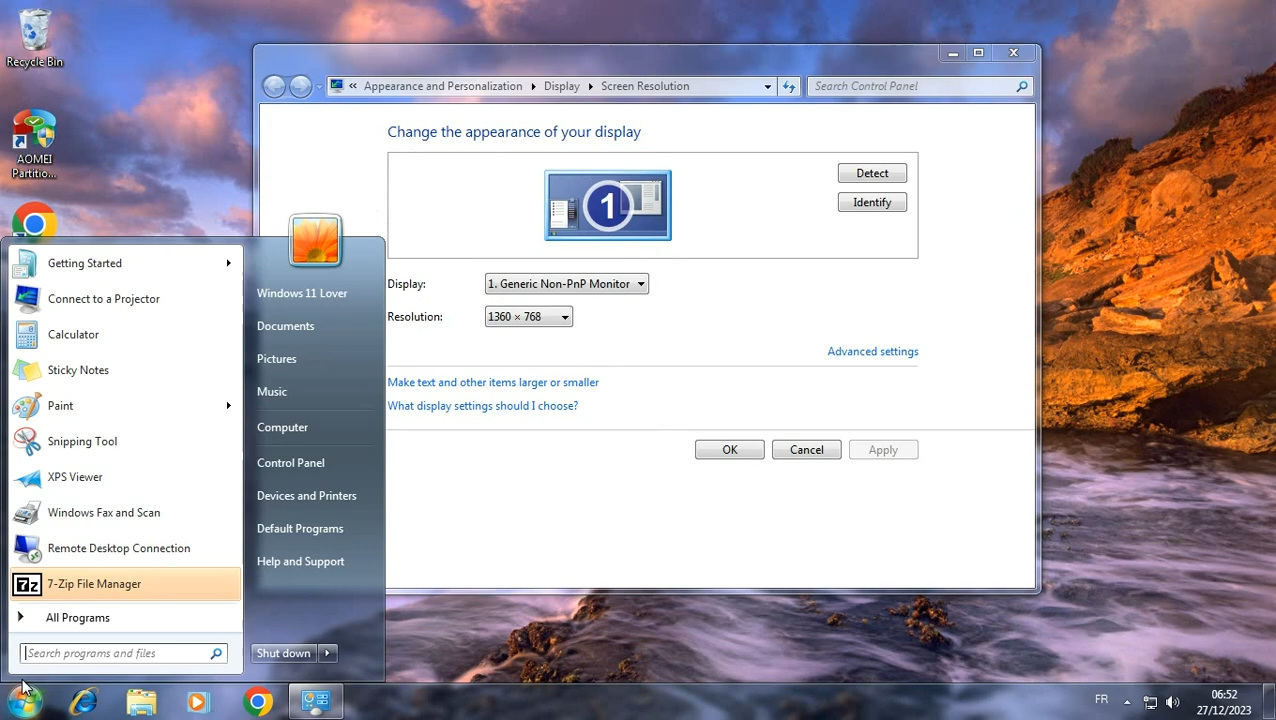 Recycle Bin
AOMEI
Partitio...
Appearance and Personalization
Display
Screen Resolution
Search Control Panel
Change the appearance of your display
1
Detect
Identify
Display:
1. Generic Non-PnP Monitor
Resolution:
1360 × 768
Advanced settings
Make text and other items larger or smaller
What display settings should I choose?
OK
Cancel
Apply
Getting Started
Connect to a Projector
Calculator
Sticky Notes
Paint
Snipping Tool
XPS Viewer
Windows Fax and Scan
Remote Desktop Connection
7z
7-Zip File Manager
All Programs
Search programs and files
Windows 11 Lover
Documents
Pictures
Music
Computer
Control Panel
Devices and Printers
Default Programs
Help and Support
Shut down
FR
06:52
27/12/2023